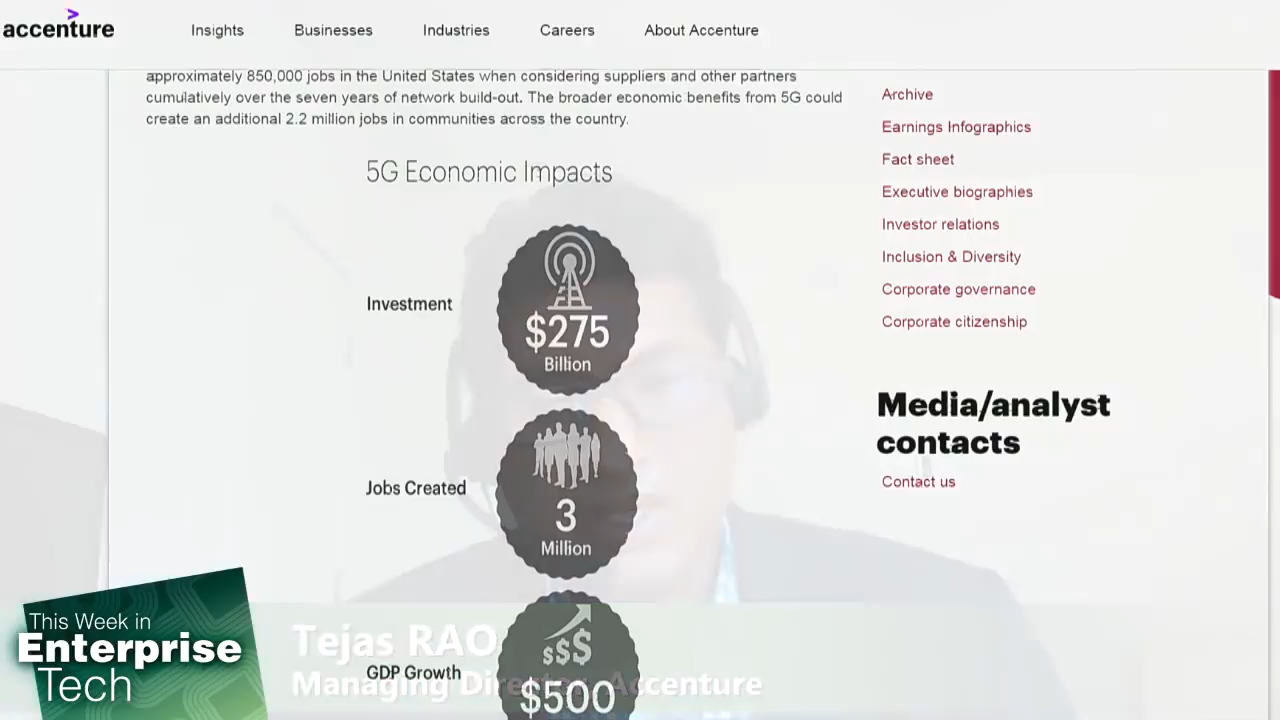 accenture
Insights
Businesses
Industries
Careers
About Accenture
approximately 850,000 jobs in the United States when considering suppliers and other partners
cumulatively over the seven years of network build-out. The broader economic benefits from 5G could
create an additional 2.2 million jobs in communities across the country.
5G Economic Impacts
Investment
$275
Billion
Jobs Created
3
Million
GDP Growth
$$$
$500
Archive
Earnings Infographics
Fact sheet
Executive biographies
Investor relations
Inclusion & Diversity
Corporate governance
Corporate citizenship
Media/analyst
contacts
Contact us
This Week in
Enterprise
Tech
Tejas RAO
Managing Director, Accenture